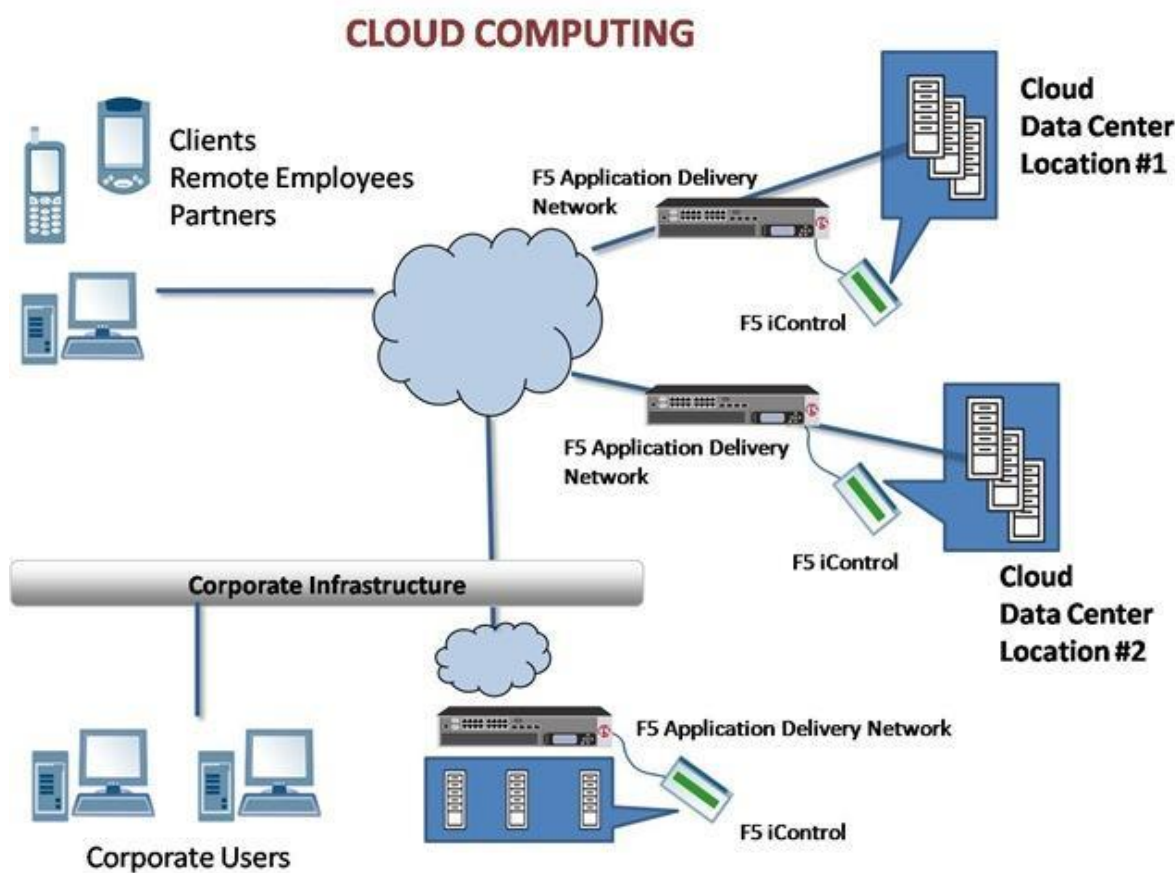 CLOUD COMPUTING
Clients
Remote Employees
Partners
F5 Application Delivery
Network
F5 iControl
Cloud
Data Center
Location #1
F5 Application Delivery
Network
F5 iControl
Cloud
Data Center
Location #2
Corporate Infrastructure
F5 Application Delivery Network
F5 iControl
Corporate Users